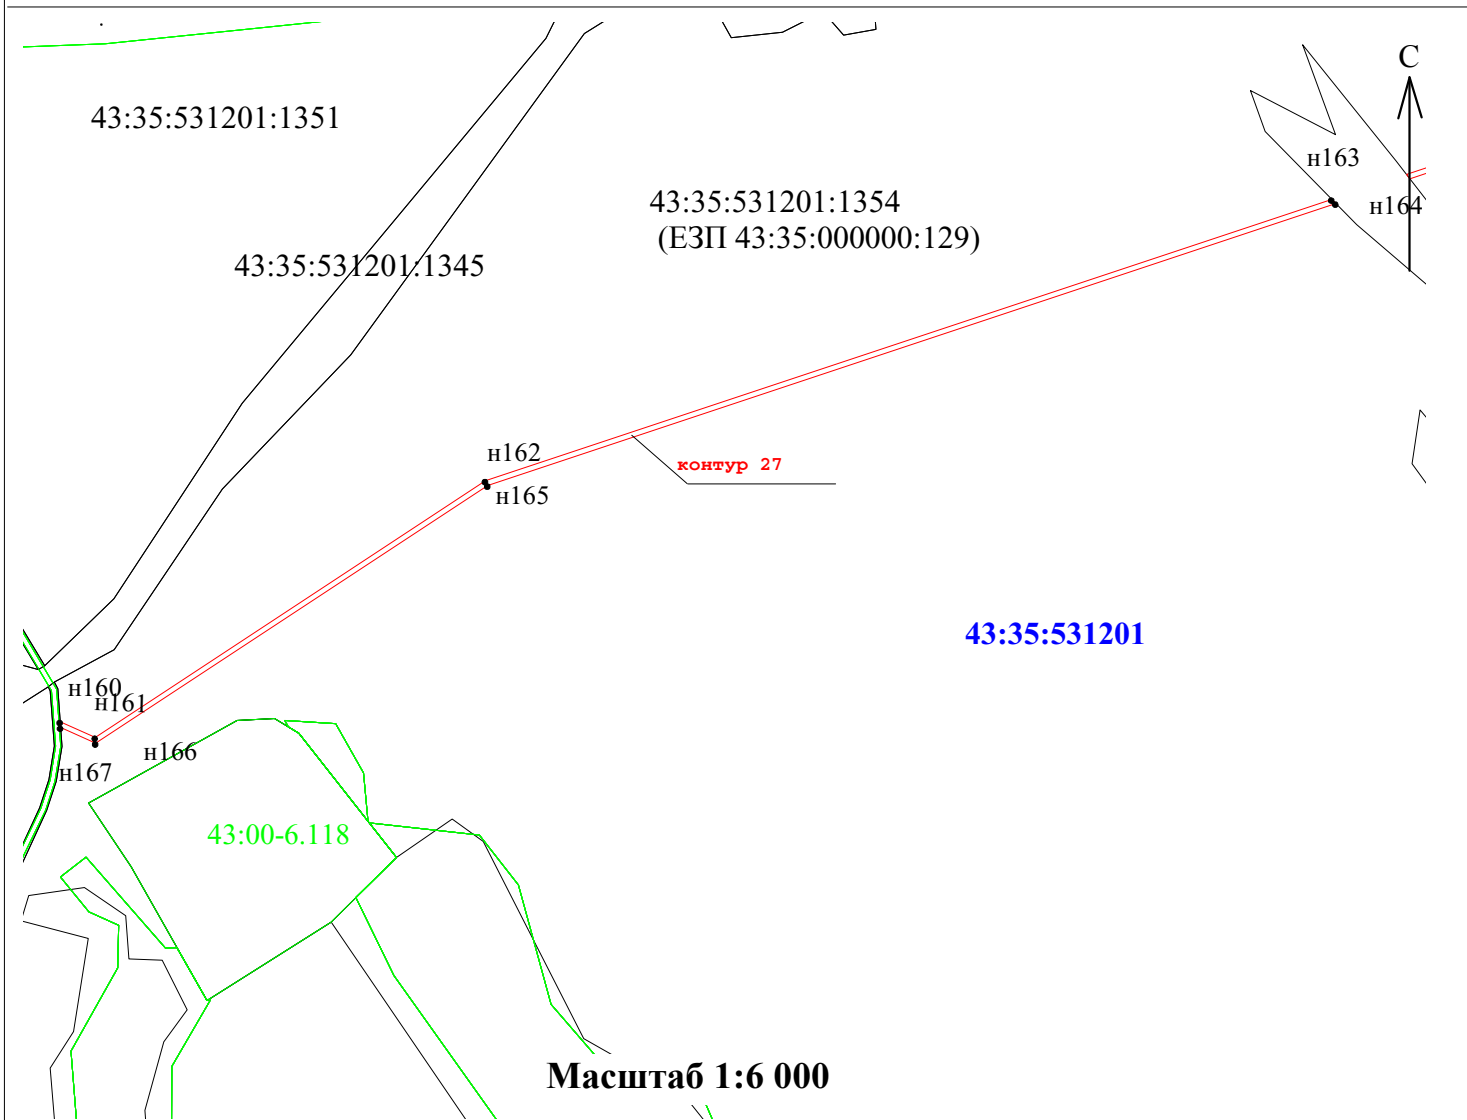 С
43:35:531201:1351
н163
43:35:531201:1354
н164
(ЕЗП 43:35:000000:129)
43:35:531201:1345
н162
контур 27
н165
43:35:531201
н160
н161
н166
н167
43:00-6.118
Масштаб 1:6 000